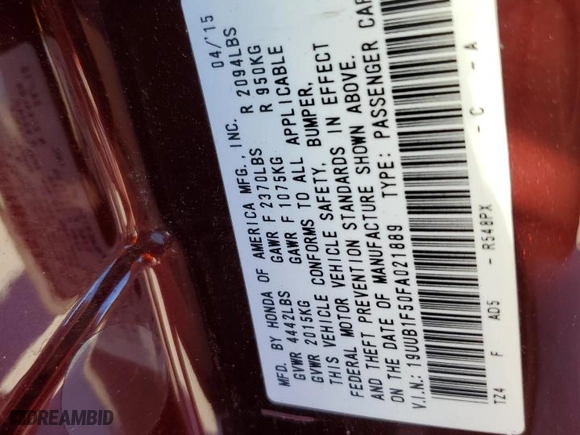 MFD. BY HONDA OF AMERICA MFG., INC. 04/'15
GVWR 4442LBS GAWR F 2370LBS R 2094LBS
GVWR 2015KG GAWR F 1075KG R 950KG
THIS VEHICLE CONFORMS TO ALL APPLICABLE
FEDERAL MOTOR VEHICLE SAFETY, BUMPER,
AND THEFT PREVENTION STANDARDS IN EFFECT
ON THE DATE OF MANUFACTURE SHOWN ABOVE.
V.I.N.: 19UUB1F50FA021869 TYPE: PASSENGER CAR
TZ4 F AD5 - R548PX - C - A
DREAMBID